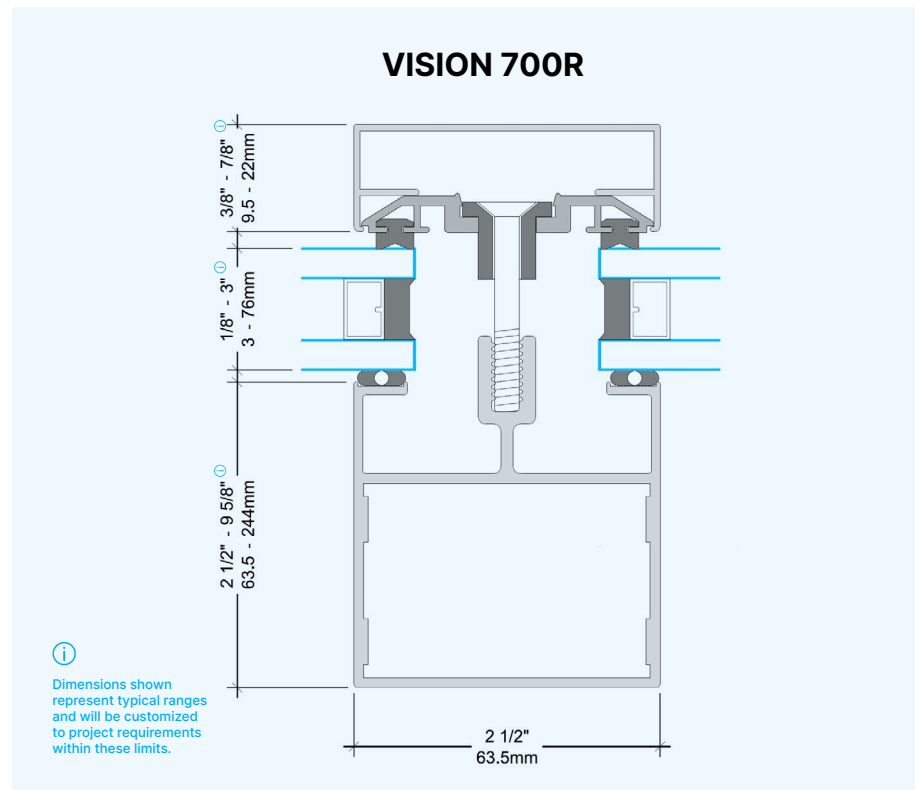 VISION 700R
3/8" - 7/8"
9.5 - 22mm
1/8" - 3"
3 - 76mm
2 1/2" - 9 5/8"
63.5 - 244mm
i
Dimensions shown
represent typical ranges
and will be customized
to project requirements
within these limits.
2 1/2"
63.5mm